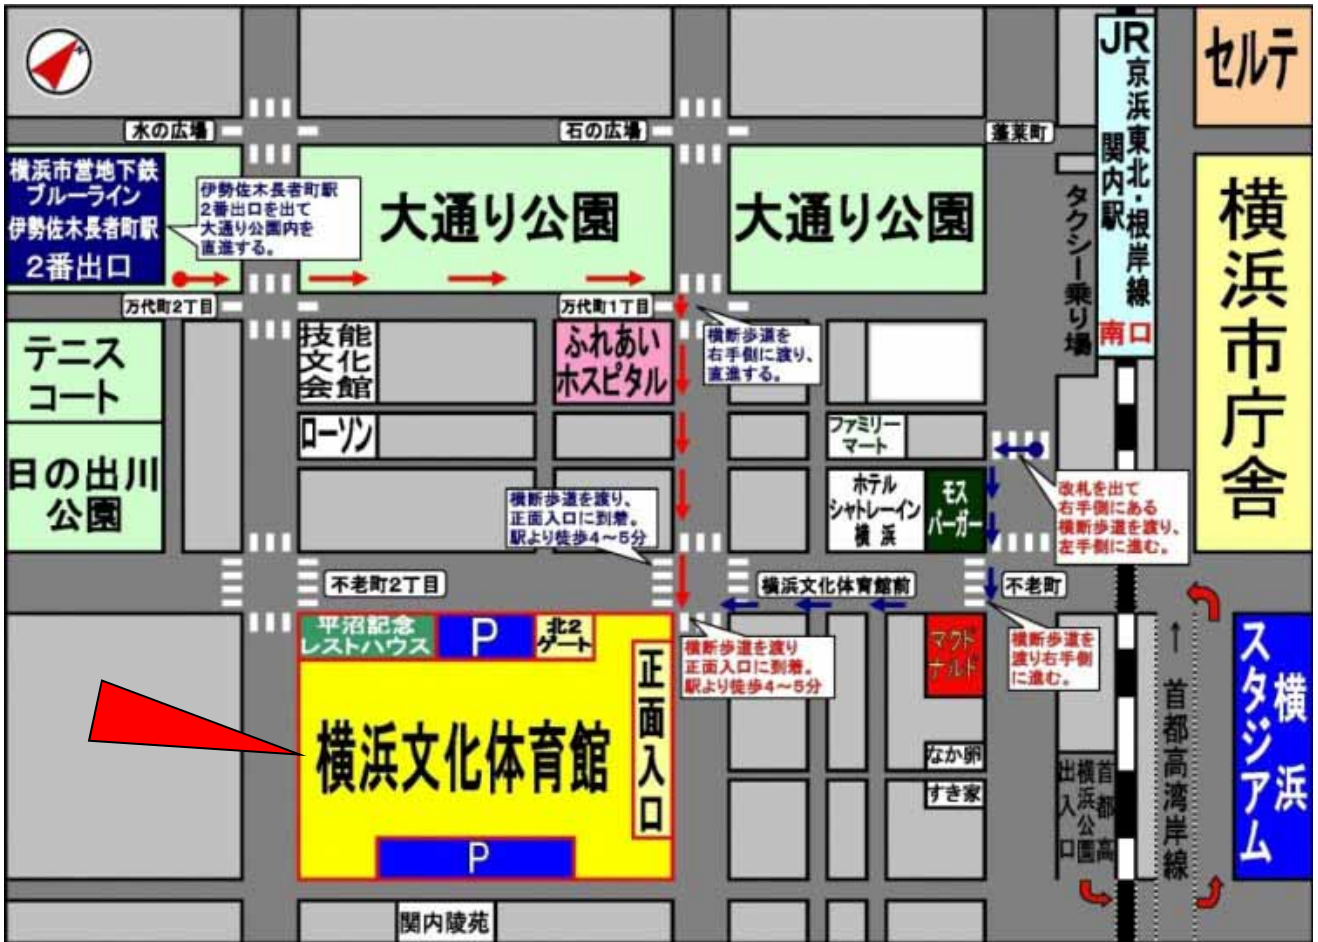 N
水の広場
石の広場
蓬莱町
JR
京浜東北・根岸線
関内駅
南口
セルテ
横浜市営地下鉄
ブルーライン
伊勢佐木長者町駅
2番出口
伊勢佐木長者町駅
2番出口を出て
大通り公園内を
直進する。
大通り公園
大通り公園
タクシー乗り場
横浜市庁舎
万代町2丁目
万代町1丁目
テニス
コート
技能
文化
会館
ふれあい
ホスピタル
横断歩道を
右手側に渡り、
直進する。
ローソン
ファミリー
マート
日の出川
公園
横断歩道を渡り、
正面入口に到着。
駅より徒歩4～5分
ホテル
シャトレーイン
横浜
モス
バーガー
改札を出て
右手側にある
横断歩道を渡り、
左手側に進む。
不老町2丁目
横浜文化体育館前
不老町
平沼記念
レストハウス
P
北2
ゲート
正面入口
横断歩道を渡り
正面入口に到着。
駅より徒歩4～5分
マクド
ナルド
横断歩道を
渡り右手側
に進む。
横浜
スタジアム
横浜文化体育館
P
なか卯
すき家
首都高
横浜公園
出入口
↑首都高湾岸線
関内陵苑